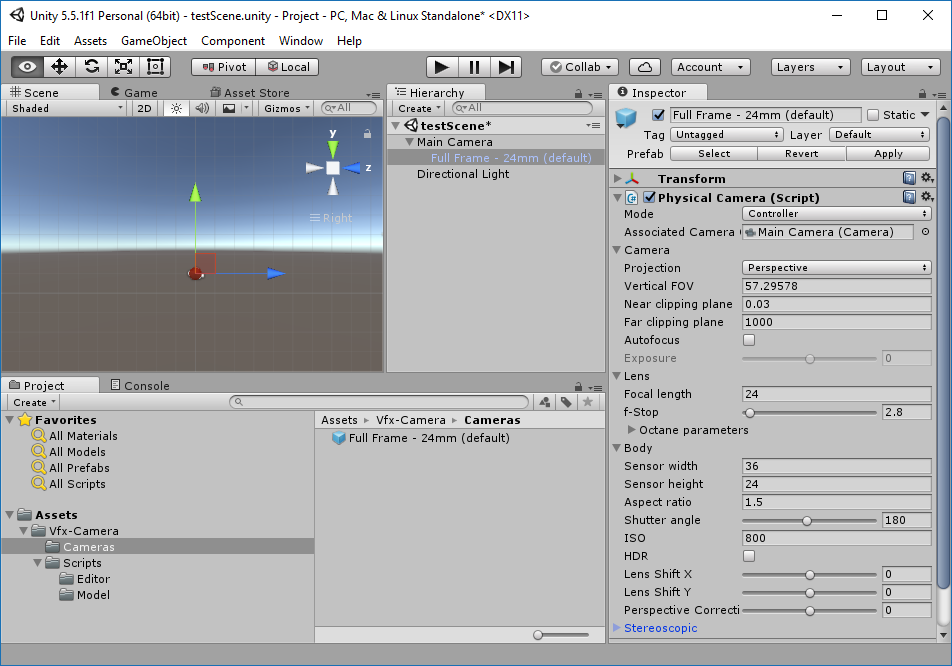 Unity 5.5.1f1 Personal (64bit) - testScene.unity - Project - PC, Mac & Linux Standalone* <DX11>
File Edit Assets GameObject Component Window Help
Pivot Local Collab Account Layers Layout
Scene Game Asset Store
Shaded 2D Gizmos All
y
z
Right
Hierarchy
Create All
testScene*
Main Camera
Full Frame - 24mm (default)
Directional Light
Project Console
Create
Favorites
All Materials
All Models
All Prefabs
All Scripts
Assets
Vfx-Camera
Cameras
Scripts
Editor
Model
Assets Vfx-Camera Cameras
Full Frame - 24mm (default)
Inspector
Full Frame - 24mm (default) Static
Tag Untagged Layer Default
Prefab Select Revert Apply
Transform
Physical Camera (Script)
Mode Controller
Associated Camera Main Camera (Camera)
Camera
Projection Perspective
Vertical FOV 57.29578
Near clipping plane 0.03
Far clipping plane 1000
Autofocus
Exposure 0
Lens
Focal length 24
f-Stop 2.8
Octane parameters
Body
Sensor width 36
Sensor height 24
Aspect ratio 1.5
Shutter angle 180
ISO 800
HDR
Lens Shift X 0
Lens Shift Y 0
Perspective Correcti 0
Stereoscopic